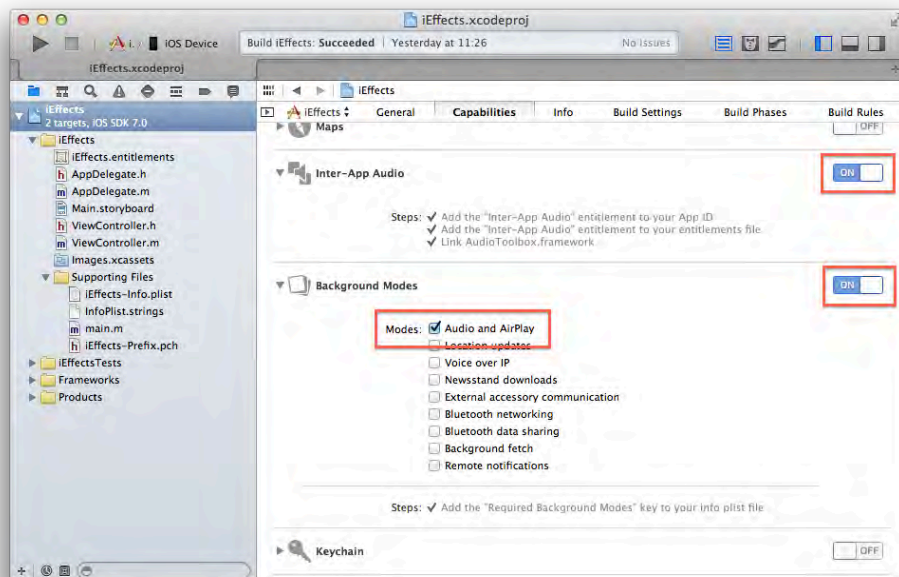 iEffects.xcodeproj
i. iOS Device Build iEffects: Succeeded | Yesterday at 11:26 No Issues
iEffects.xcodeproj
iEffects
iEffects
2 targets, iOS SDK 7.0
iEffects
iEffects.entitlements
AppDelegate.h
AppDelegate.m
Main.storyboard
ViewController.h
ViewController.m
Images.xcassets
Supporting Files
iEffects-Info.plist
InfoPlist.strings
main.m
iEffects-Prefix.pch
iEffectsTests
Frameworks
Products
iEffects General Capabilities Info Build Settings Build Phases Build Rules
Maps OFF
Inter-App Audio ON
Steps: ✓ Add the "Inter-App Audio" entitlement to your App ID
✓ Add the "Inter-App Audio" entitlement to your entitlements file
✓ Link AudioToolbox.framework
Background Modes ON
Modes: Audio and AirPlay
Location updates
Voice over IP
Newsstand downloads
External accessory communication
Bluetooth networking
Bluetooth data sharing
Background fetch
Remote notifications
Steps: ✓ Add the "Required Background Modes" key to your info plist file
Keychain OFF